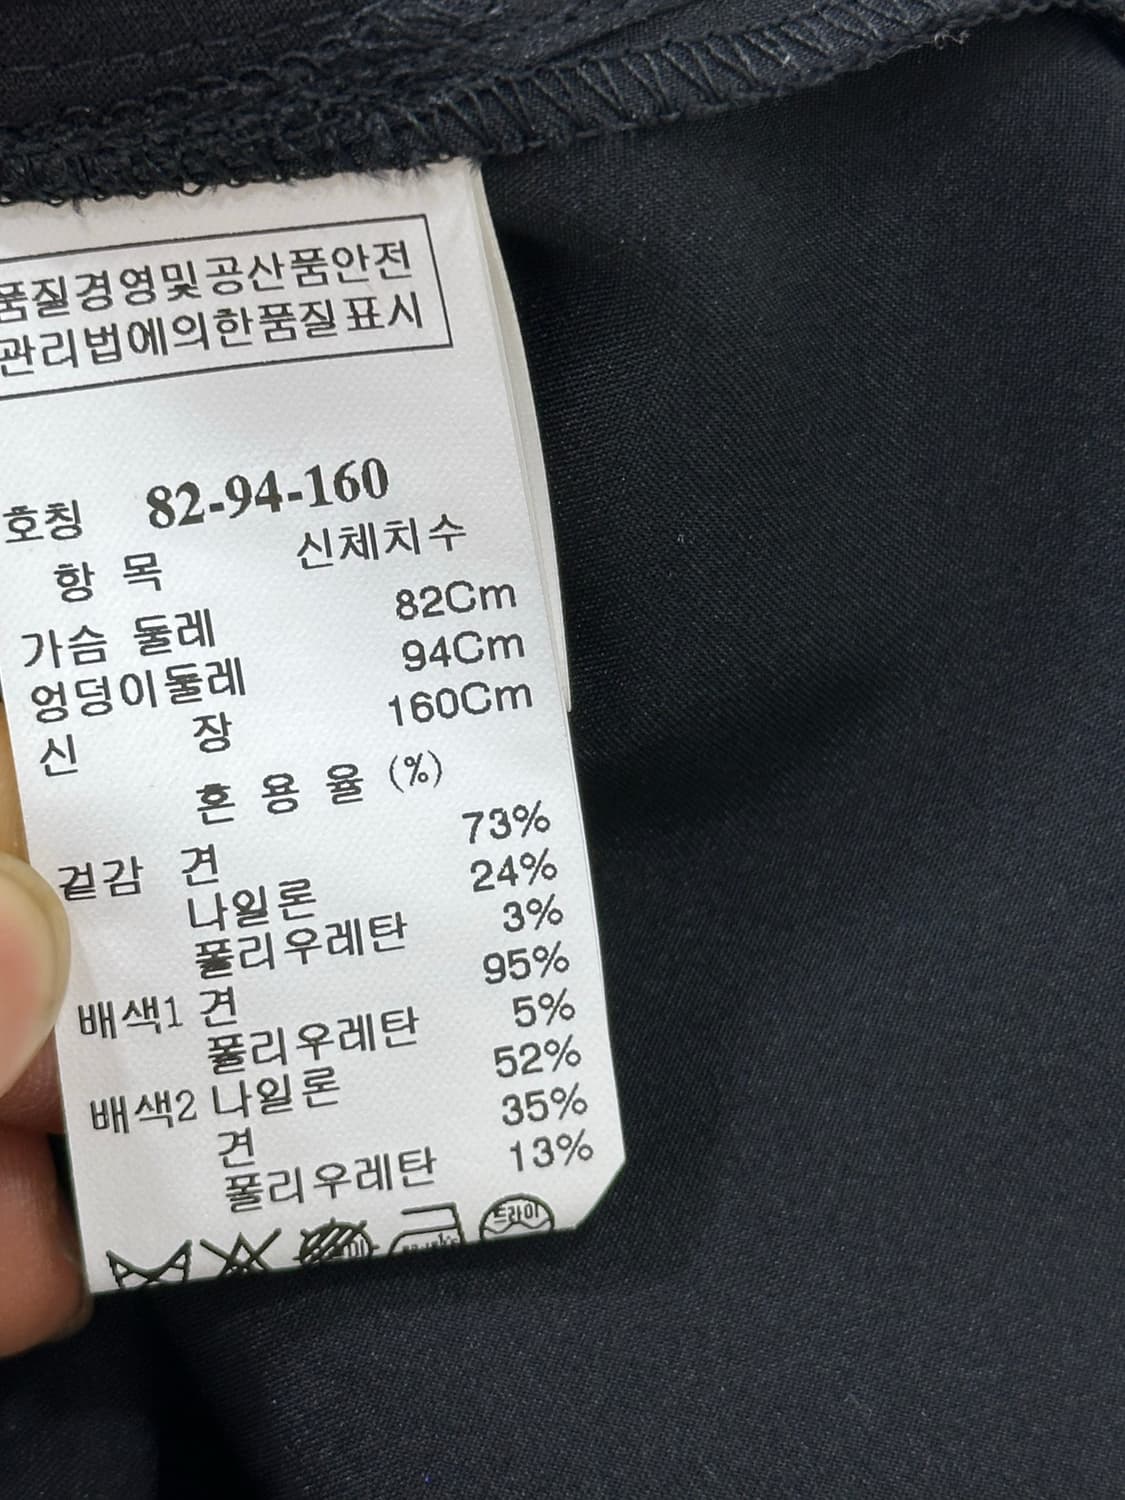 품질경영및공산품안전
관리법에의한품질표시
호칭 82-94-160
항 목 신체치수
가슴 둘레 82Cm
엉덩이둘레 94Cm
신 장 160Cm
혼 용 율 (%)
겉감 견 73%
나일론 24%
폴리우레탄 3%
배색1 견 95%
폴리우레탄 5%
배색2 나일론 52%
견 35%
폴리우레탄 13%
드라이